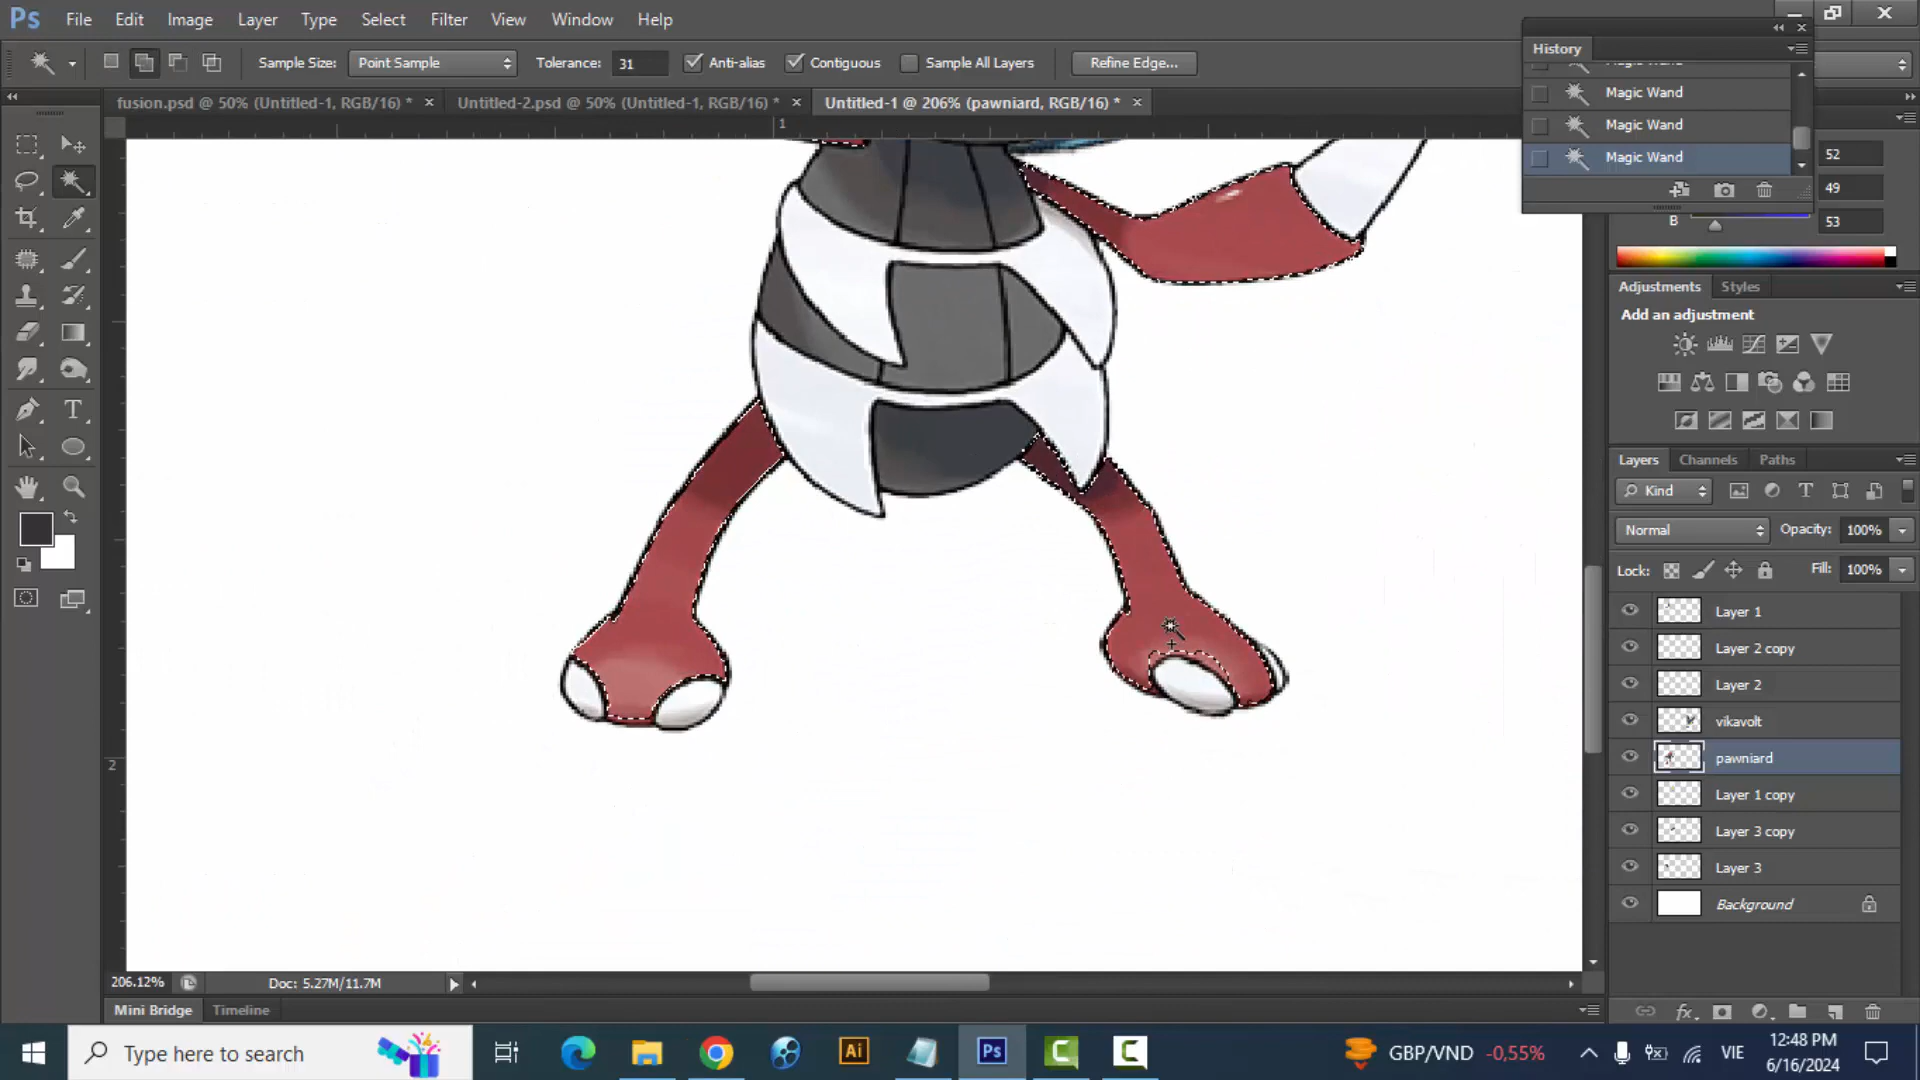 Ps File Edit Image Layer Type Select Filter View Window Help
Sample Size: Point Sample Tolerance: 31 Anti-alias Contiguous Sample All Layers Refine Edge...
fusion.psd @ 50% (Untitled-1, RGB/16) * Untitled-2.psd @ 50% (Untitled-1, RGB/16) * Untitled-1 @ 206% (pawniard, RGB/16) *
History
Magic Wand
Magic Wand
Magic Wand
Magic Wand
1
2
52
49
B 53
Adjustments Styles
Add an adjustment
Layers Channels Paths
Kind
Normal Opacity: 100%
Lock: Fill: 100%
Layer 1
Layer 2 copy
Layer 2
vikavolt
pawniard
Layer 1 copy
Layer 3 copy
Layer 3
Background
206.12% Doc: 5.27M/11.7M
Mini Bridge Timeline
Type here to search
Ai Ps
GBP/VND -0,55% VIE
12:48 PM
6/16/2024